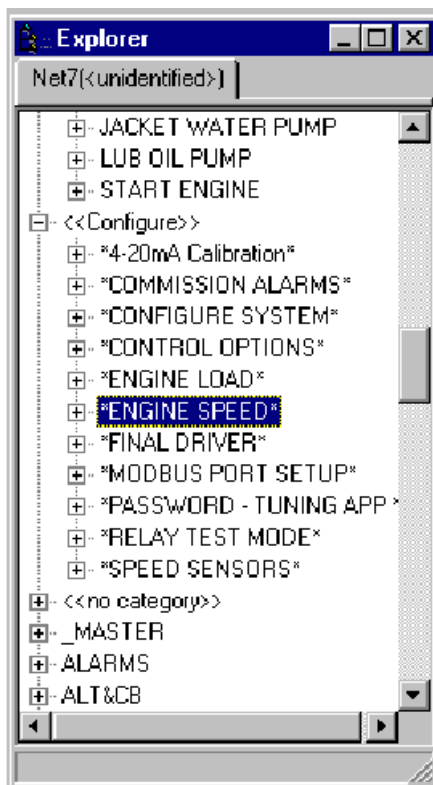 Explorer
Net7(<unidentified>)
JACKET WATER PUMP
LUB OIL PUMP
START ENGINE
<<Configure>>
*4-20mA Calibration*
*COMMISSION ALARMS*
*CONFIGURE SYSTEM*
*CONTROL OPTIONS*
*ENGINE LOAD*
*ENGINE SPEED*
*FINAL DRIVER*
*MODBUS PORT SETUP*
*PASSWORD - TUNING APP *
*RELAY TEST MODE*
*SPEED SENSORS*
<<no category>>
_MASTER
ALARMS
ALT&CB